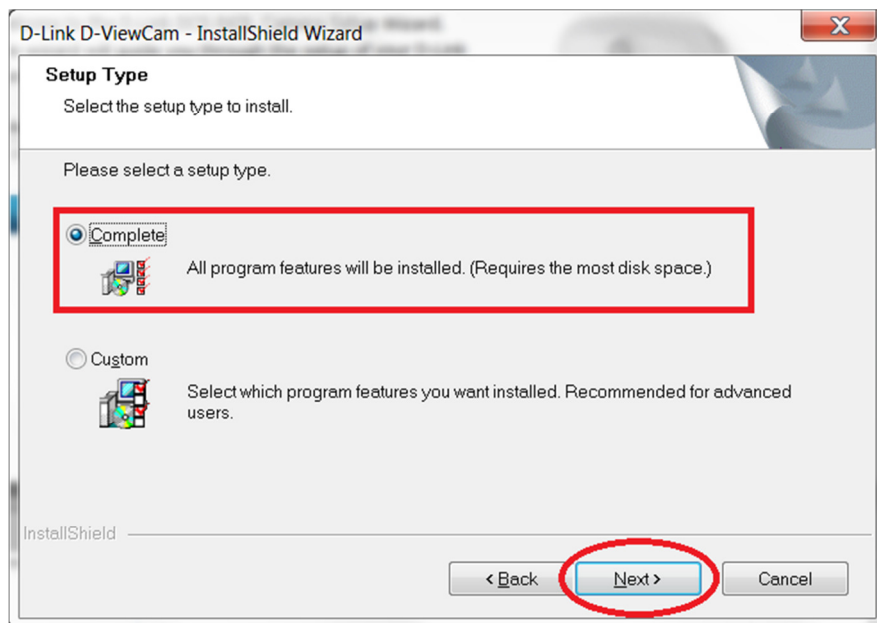 D-Link D-ViewCam - InstallShield Wizard
Setup Type
Select the setup type to install.
Please select a setup type.
Complete
All program features will be installed. (Requires the most disk space.)
Custom
Select which program features you want installed. Recommended for advanced
users.
InstallShield
< Back
Next >
Cancel